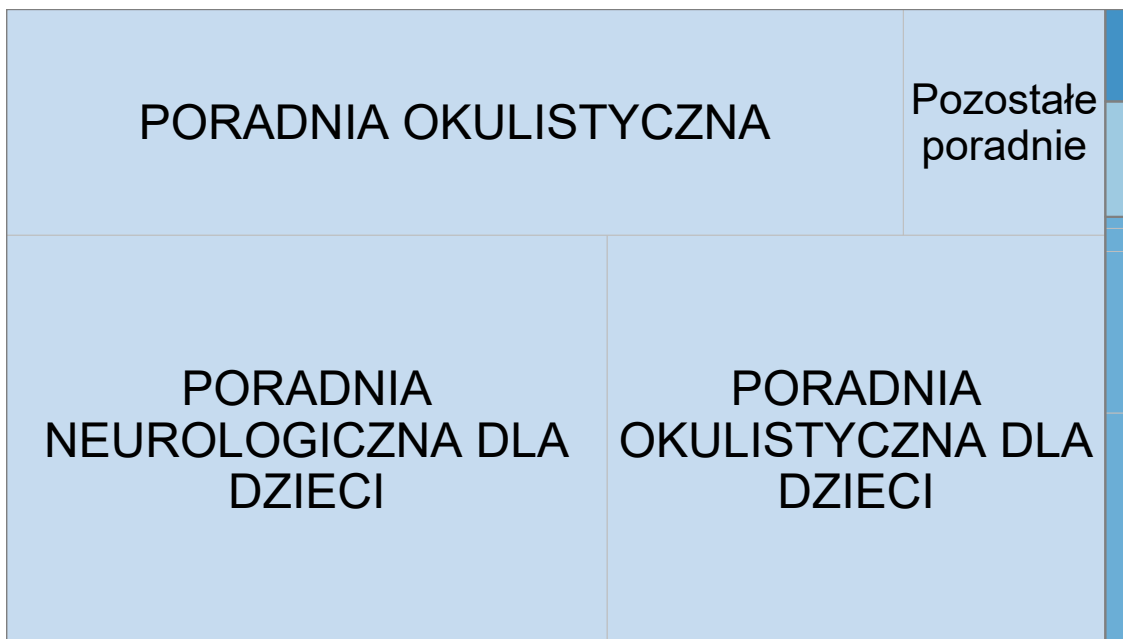 PORADNIA OKULISTYCZNA
Pozostałe
poradnie
PORADNIA
NEUROLOGICZNA DLA
DZIECI
PORADNIA
OKULISTYCZNA DLA
DZIECI